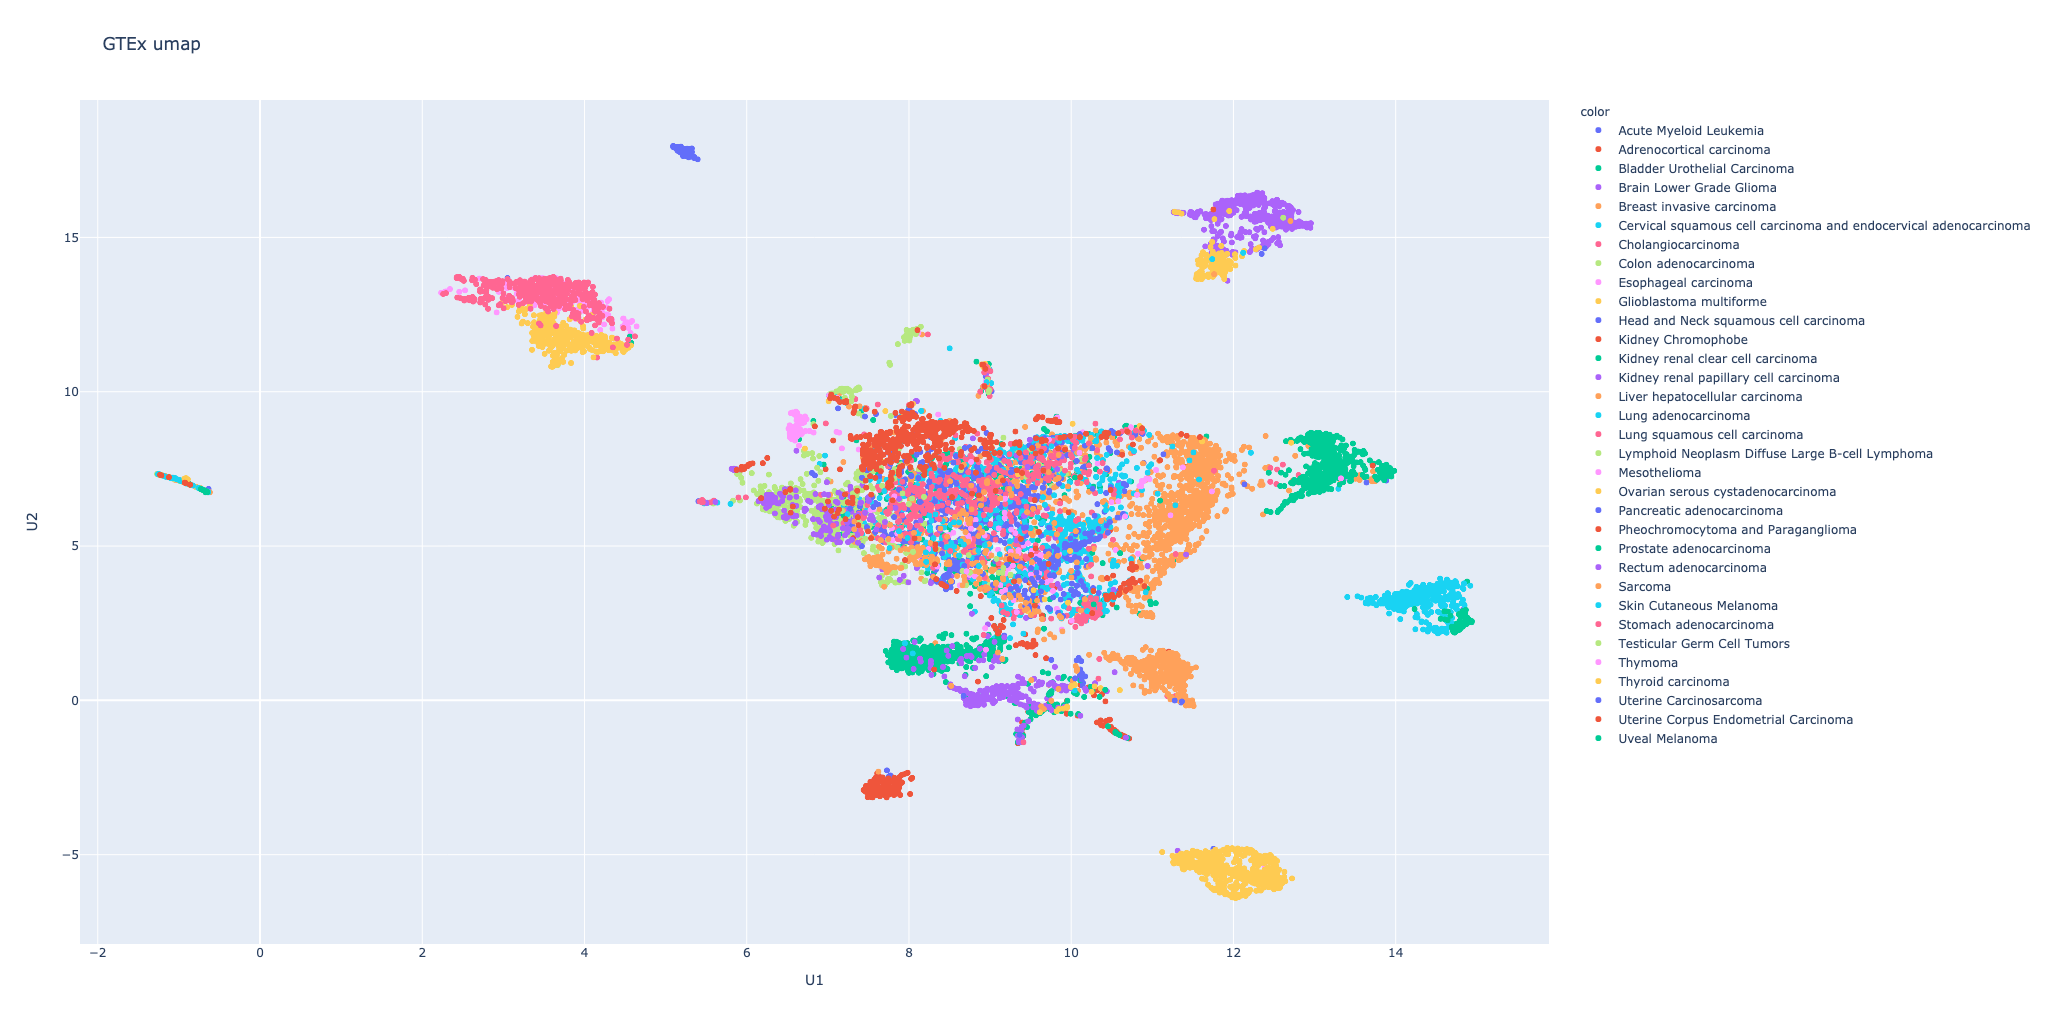 GTEx umap
color
Acute Myeloid Leukemia
Adrenocortical carcinoma
Bladder Urothelial Carcinoma
Brain Lower Grade Glioma
Breast invasive carcinoma
Cervical squamous cell carcinoma and endocervical adenocarcinoma
Cholangiocarcinoma
Colon adenocarcinoma
Esophageal carcinoma
Glioblastoma multiforme
Head and Neck squamous cell carcinoma
Kidney Chromophobe
Kidney renal clear cell carcinoma
Kidney renal papillary cell carcinoma
Liver hepatocellular carcinoma
Lung adenocarcinoma
Lung squamous cell carcinoma
Lymphoid Neoplasm Diffuse Large B-cell Lymphoma
Mesothelioma
Ovarian serous cystadenocarcinoma
Pancreatic adenocarcinoma
Pheochromocytoma and Paraganglioma
Prostate adenocarcinoma
Rectum adenocarcinoma
Sarcoma
Skin Cutaneous Melanoma
Stomach adenocarcinoma
Testicular Germ Cell Tumors
Thymoma
Thyroid carcinoma
Uterine Carcinosarcoma
Uterine Corpus Endometrial Carcinoma
Uveal Melanoma
15
10
5
0
−5
U2
−2 0 2 4 6 8 10 12 14
U1